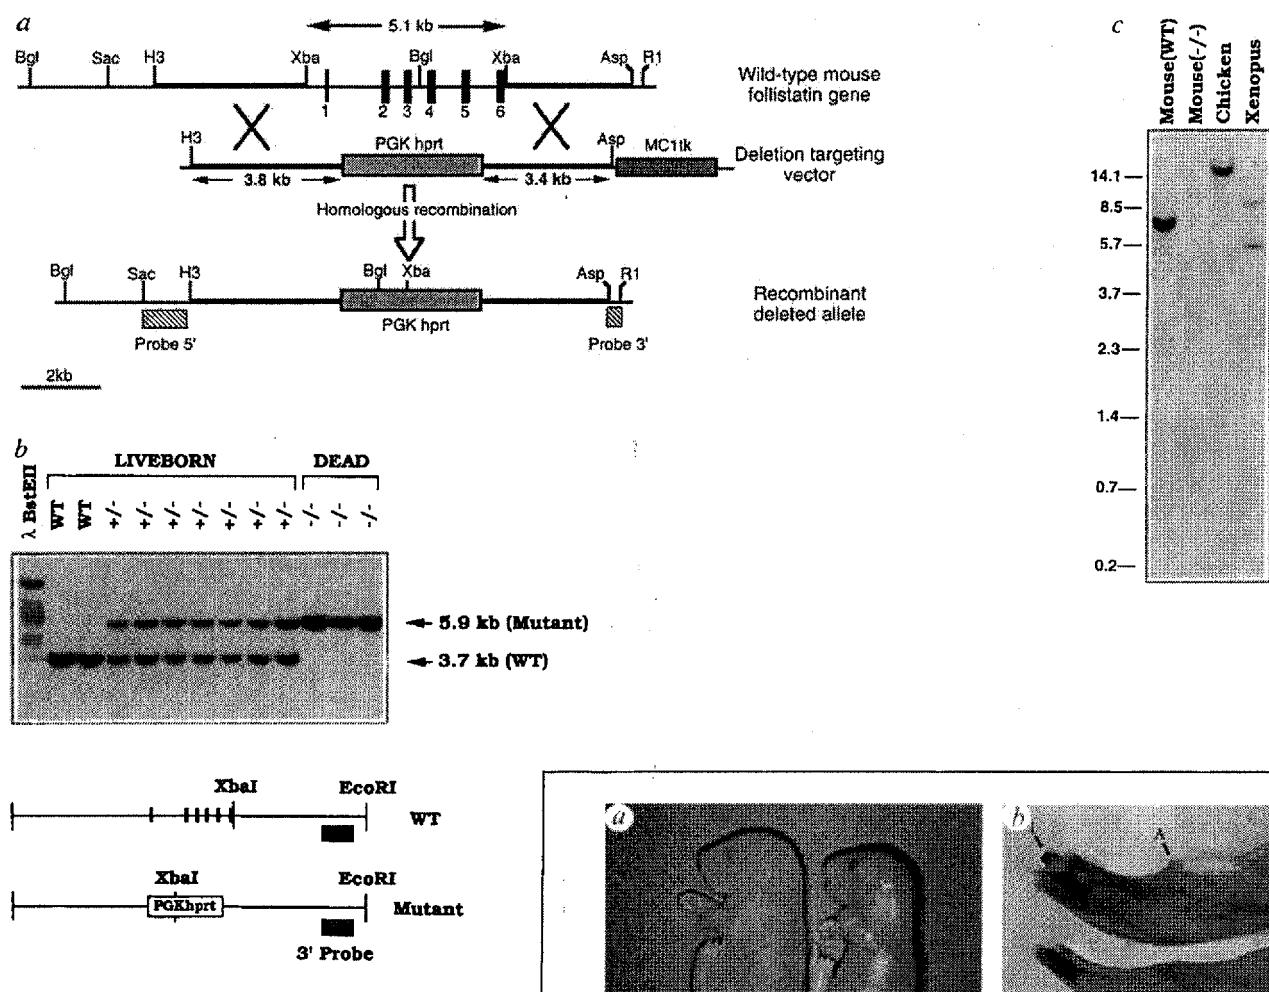 a
5.1 kb
Bgl Sac H3 Xba Bgl Xba Asp R1
1 2 3 4 5 6
Wild-type mouse
follistatin gene
H3 PGK hprt Asp MC1tk
3.8 kb 3.4 kb
Deletion targeting
vector
Homologous recombination
Bgl Sac H3 Bgl Xba Asp R1
PGK hprt
Probe 5' Probe 3'
Recombinant
deleted allele
2kb
b
LIVEBORN DEAD
λ BstEII WT WT +/- +/- +/- +/- +/- +/- +/- -/- -/- -/-
5.9 kb (Mutant)
3.7 kb (WT)
XbaI EcoRI
WT
XbaI EcoRI
PGKhprt
Mutant
3' Probe
c
Mouse(WT)
Mouse(-/-)
Chicken
Xenopus
14.1
8.5
5.7
3.7
2.3
1.4
0.7
0.2
a
b
A